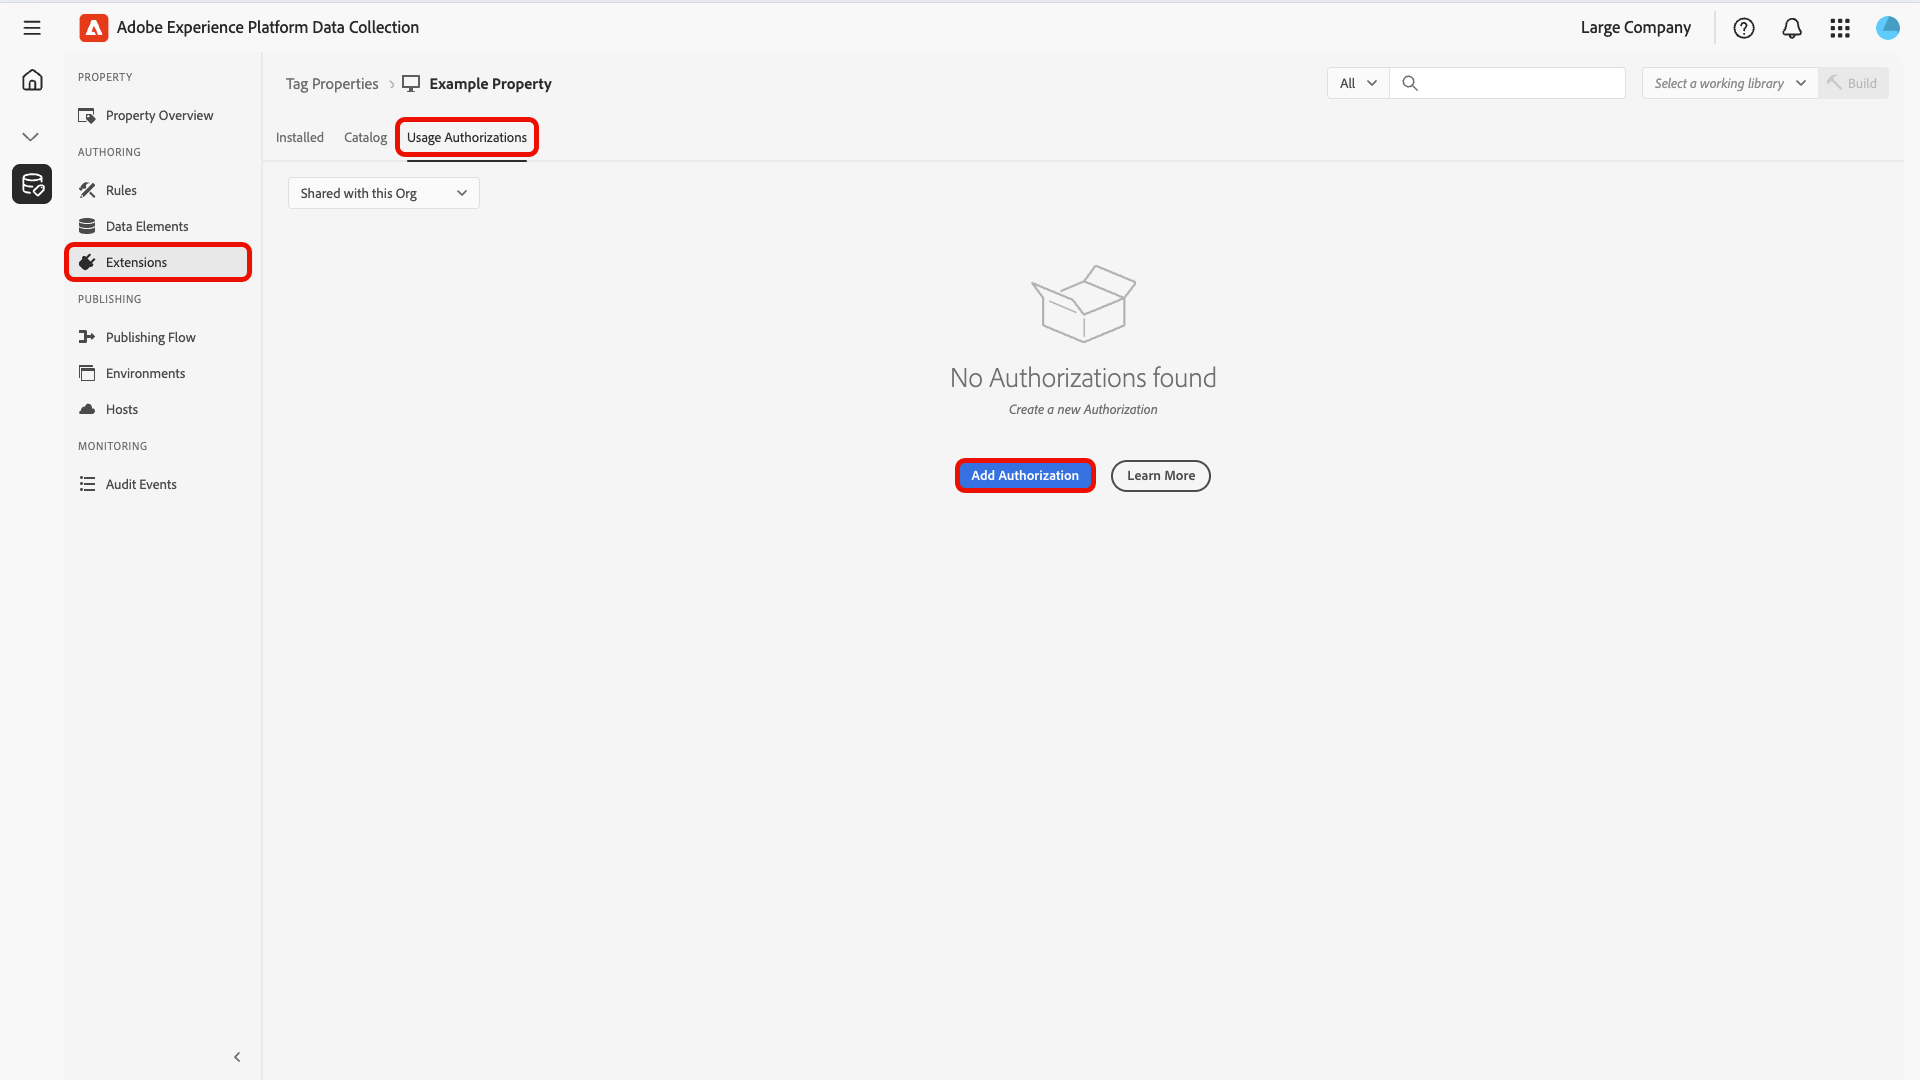 Adobe Experience Platform Data Collection
Large Company
PROPERTY
Property Overview
AUTHORING
Rules
Data Elements
Extensions
PUBLISHING
Publishing Flow
Environments
Hosts
MONITORING
Audit Events
Tag Properties
Example Property
All
Select a working library
Build
Installed
Catalog
Usage Authorizations
Shared with this Org
No Authorizations found
Create a new Authorization
Add Authorization
Learn More